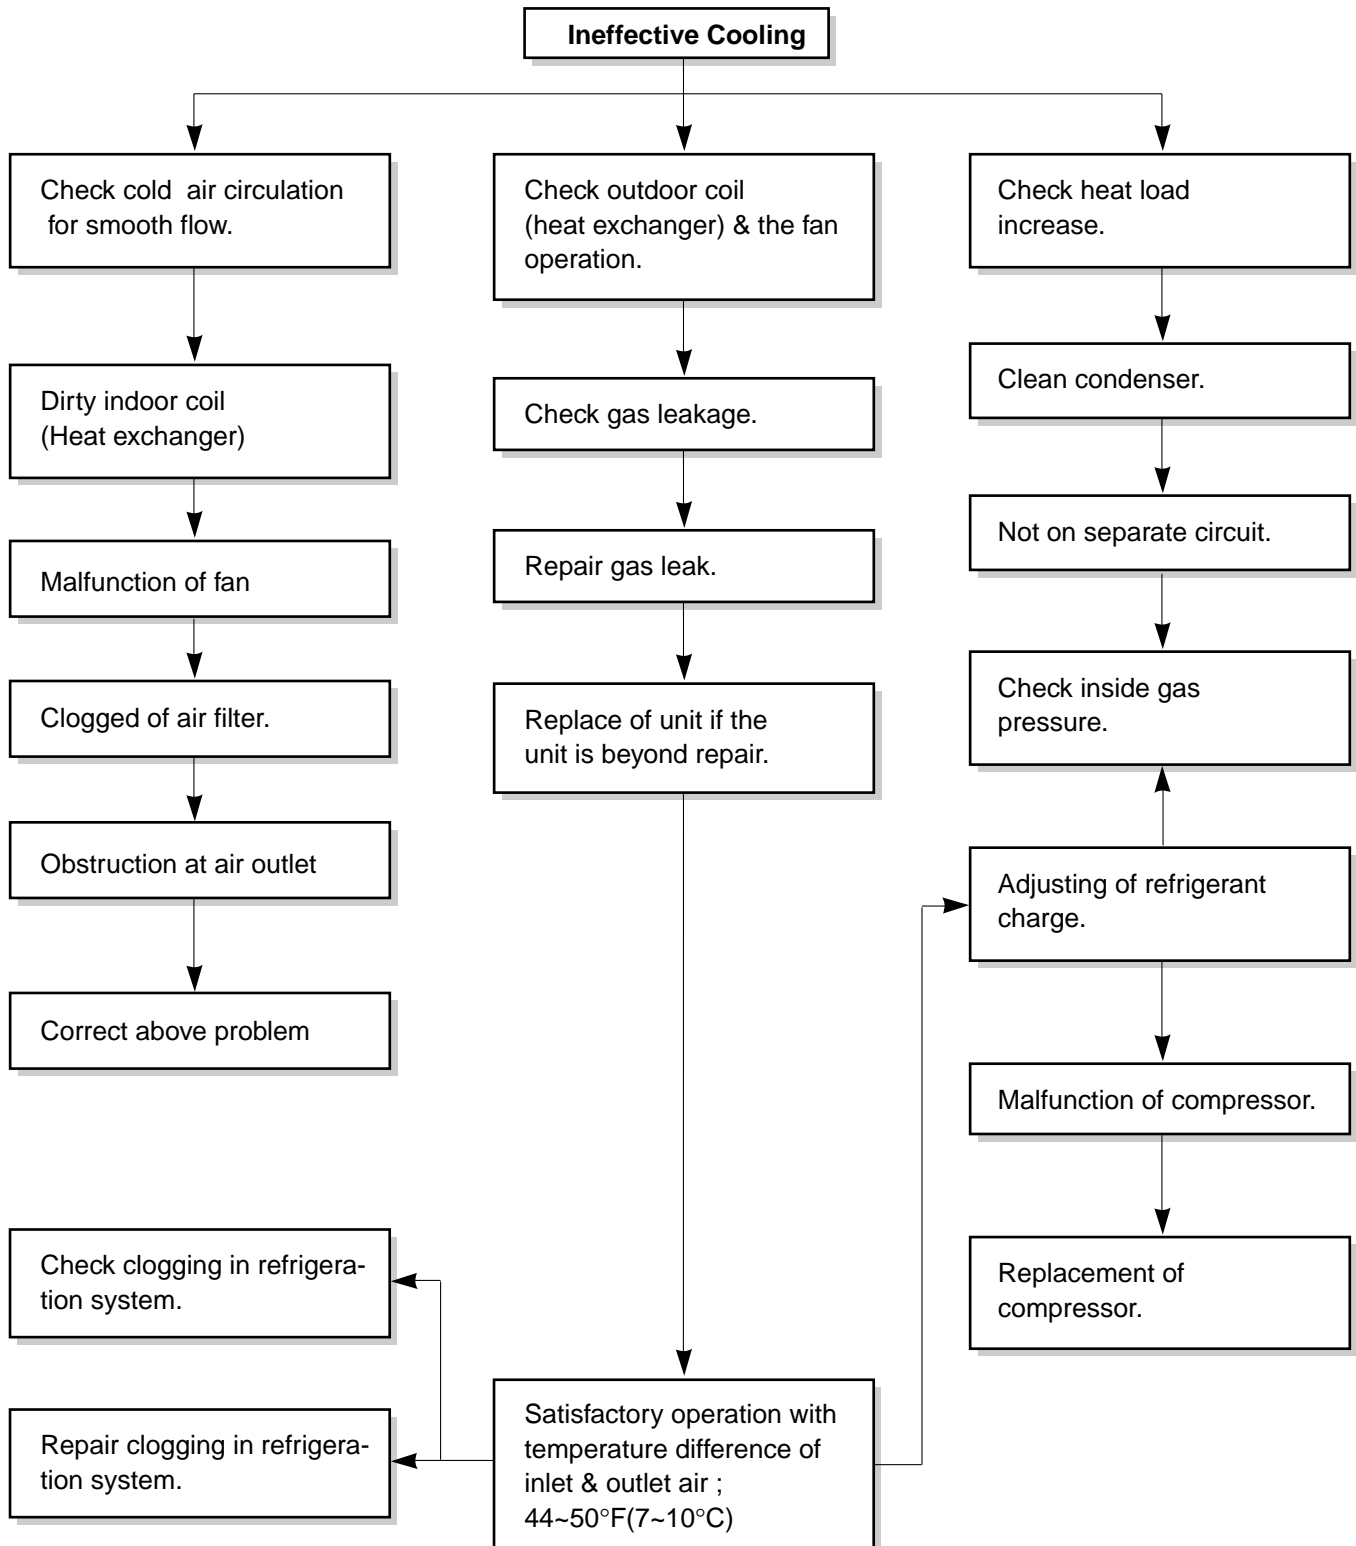 Ineffective Cooling
Check cold air circulation
for smooth flow.
Dirty indoor coil
(Heat exchanger)
Malfunction of fan
Clogged of air filter.
Obstruction at air outlet
Correct above problem
Check clogging in refrigera-
tion system.
Repair clogging in refrigera-
tion system.
Check outdoor coil
(heat exchanger) & the fan
operation.
Check gas leakage.
Repair gas leak.
Replace of unit if the
unit is beyond repair.
Satisfactory operation with
temperature difference of
inlet & outlet air ;
44~50°F(7~10°C)
Check heat load
increase.
Clean condenser.
Not on separate circuit.
Check inside gas
pressure.
Adjusting of refrigerant
charge.
Malfunction of compressor.
Replacement of
compressor.